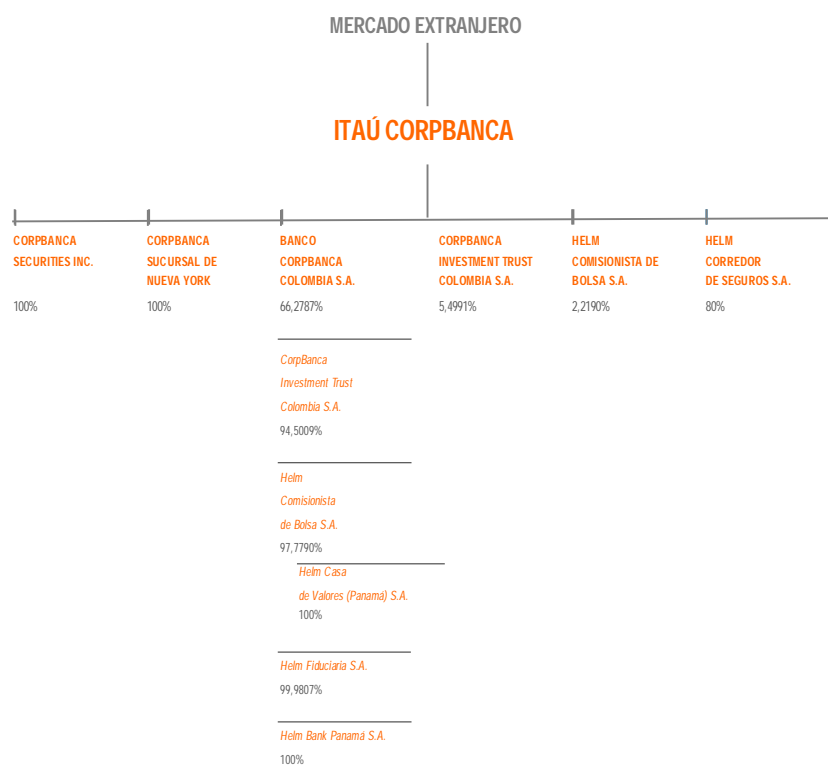 MERCADO EXTRANJERO
ITAÚ CORPBANCA
CORPBANCA
SECURITIES INC.
100%
CORPBANCA
SUCURSAL DE
NUEVA YORK
100%
BANCO
CORPBANCA
COLOMBIA S.A.
66,2787%
CORPBANCA
INVESTMENT TRUST
COLOMBIA S.A.
5,4991%
HELM
COMISIONISTA DE
BOLSA S.A.
2,2190%
HELM
CORREDOR
DE SEGUROS S.A.
80%
CorpBanca
Investment Trust
Colombia S.A.
94,5009%
Helm
Comisionista
de Bolsa S.A.
97,7790%
Helm Casa
de Valores (Panamá) S.A.
100%
Helm Fiduciaria S.A.
99,9807%
Helm Bank Panamá S.A.
100%